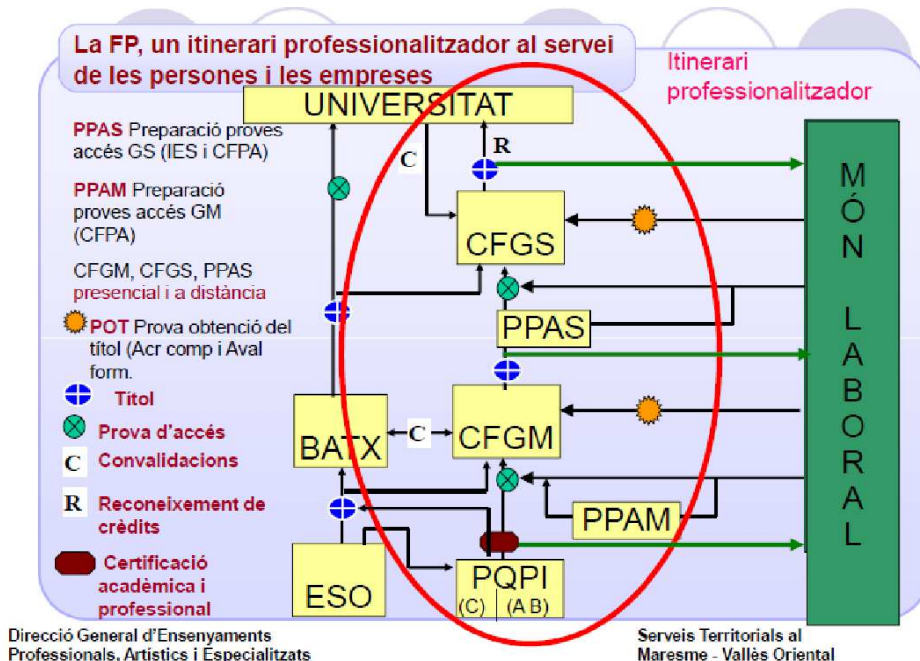 La FP, un itinerari professionalitzador al servei
de les persones i les empreses
Itinerari
professionalitzador
UNIVERSITAT
PPAS Preparació proves
accés GS (IES i CFPA)
PPAM Preparació
proves accés GM
(CFPA)
CFGM, CFGS, PPAS
presencial i a distància
POT Prova obtenció del
títol (Acr comp i Aval
form.
Títol
Prova d'accés
C Convalidacions
R Reconeixement de
crèdits
Certificació
acadèmica i
professional
C
R
CFGS
PPAS
BATX
C
CFGM
PPAM
ESO
PQPI
(C) (A B)
MÓN LABORAL
Direcció General d'Ensenyaments
Professionals, Artístics i Especialitzats
Serveis Territorials al
Maresme - Vallès Oriental